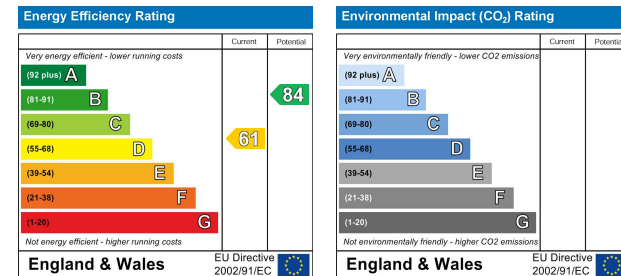 Energy Efficiency Rating
Current Potential
Very energy efficient - lower running costs
(92 plus) A
(81-91) B
84
(69-80) C
61
(55-68) D
(39-54) E
(21-38) F
(1-20) G
Not energy efficient - higher running costs
England & Wales
EU Directive
2002/91/EC
Environmental Impact (CO₂) Rating
Current Potentia
Very environmentally friendly - lower CO2 emissions
(92 plus) A
(81-91) B
(69-80) C
(55-68) D
(39-54) E
(21-38) F
(1-20) G
Not environmentally friendly - higher CO2 emissions
England & Wales
EU Directive
2002/91/EC